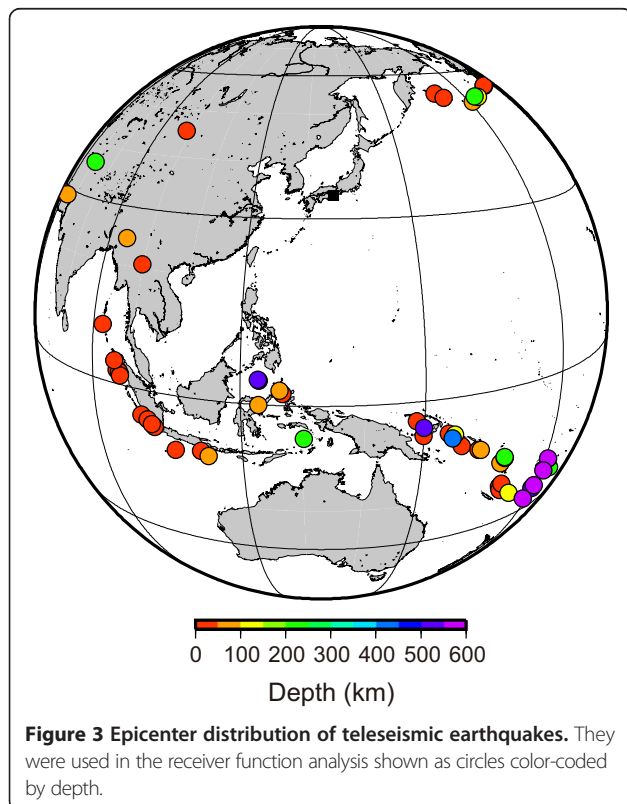 0 100 200 300 400 500 600
Depth (km)
Figure 3 Epicenter distribution of teleseismic earthquakes. They
were used in the receiver function analysis shown as circles color-coded
by depth.